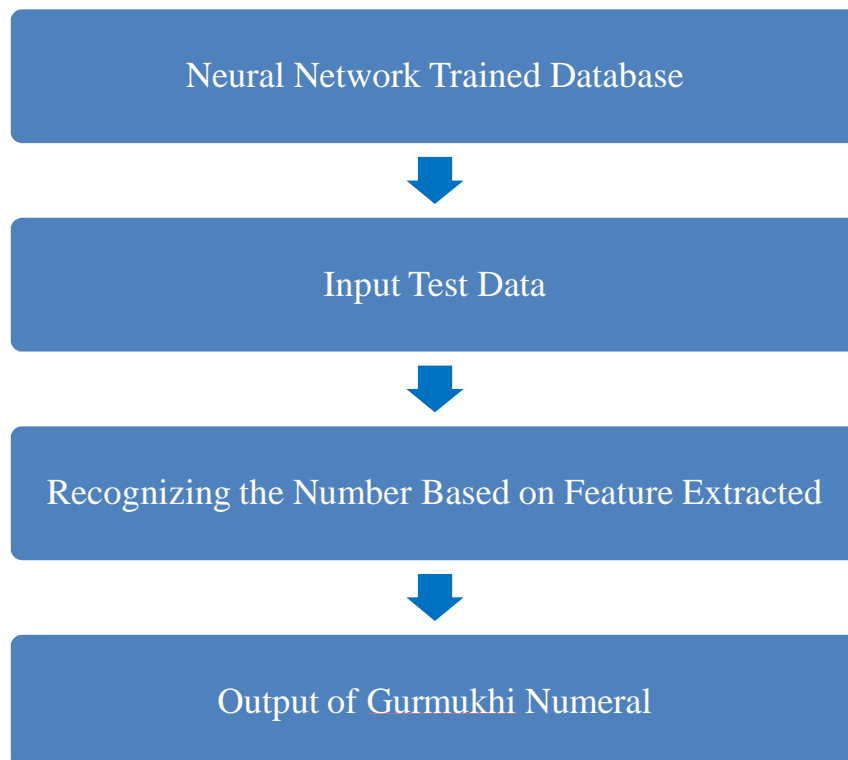 Neural Network Trained Database
Input Test Data
Recognizing the Number Based on Feature Extracted
Output of Gurmukhi Numeral